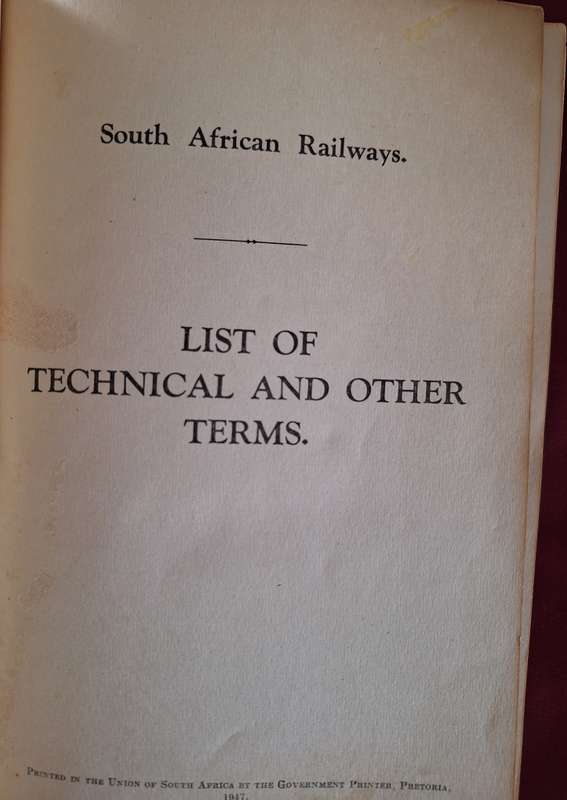 South African Railways.
LIST OF
TECHNICAL AND OTHER
TERMS.
PRINTED IN THE UNION OF SOUTH AFRICA BY THE GOVERNMENT PRINTER, PRETORIA,
1947.